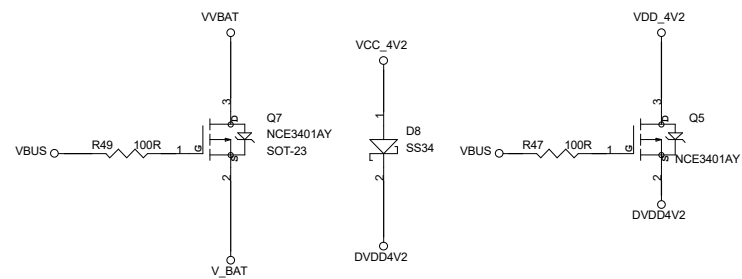 VVBAT
3
D
Q7
NCE3401AY
SOT-23
VBUS
R49
100R
1
G
S
2
V_BAT
VCC_4V2
1
D8
SS34
2
DVDD4V2
VDD_4V2
3
D
Q5
VBUS
R47
100R
1
G
S
NCE3401AY
2
DVDD4V2